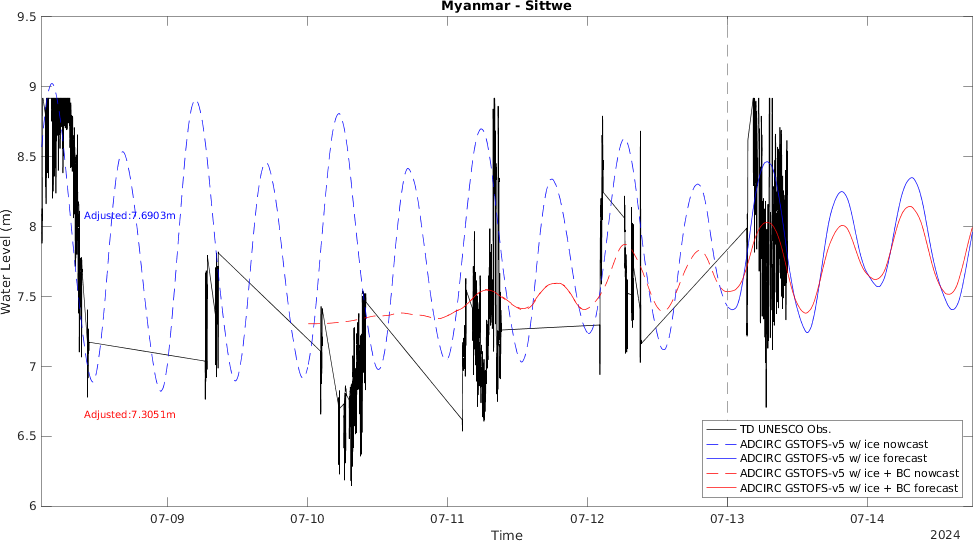 Myanmar - Sittwe
9.5
9
8.5
8
7.5
7
6.5
6
Water Level (m)
Adjusted:7.6903m
Adjusted:7.3051m
TD UNESCO Obs.
ADCIRC GSTOFS-v5 w/ ice nowcast
ADCIRC GSTOFS-v5 w/ ice forecast
ADCIRC GSTOFS-v5 w/ ice + BC nowcast
ADCIRC GSTOFS-v5 w/ ice + BC forecast
07-09
07-10
07-11
07-12
07-13
07-14
Time
2024